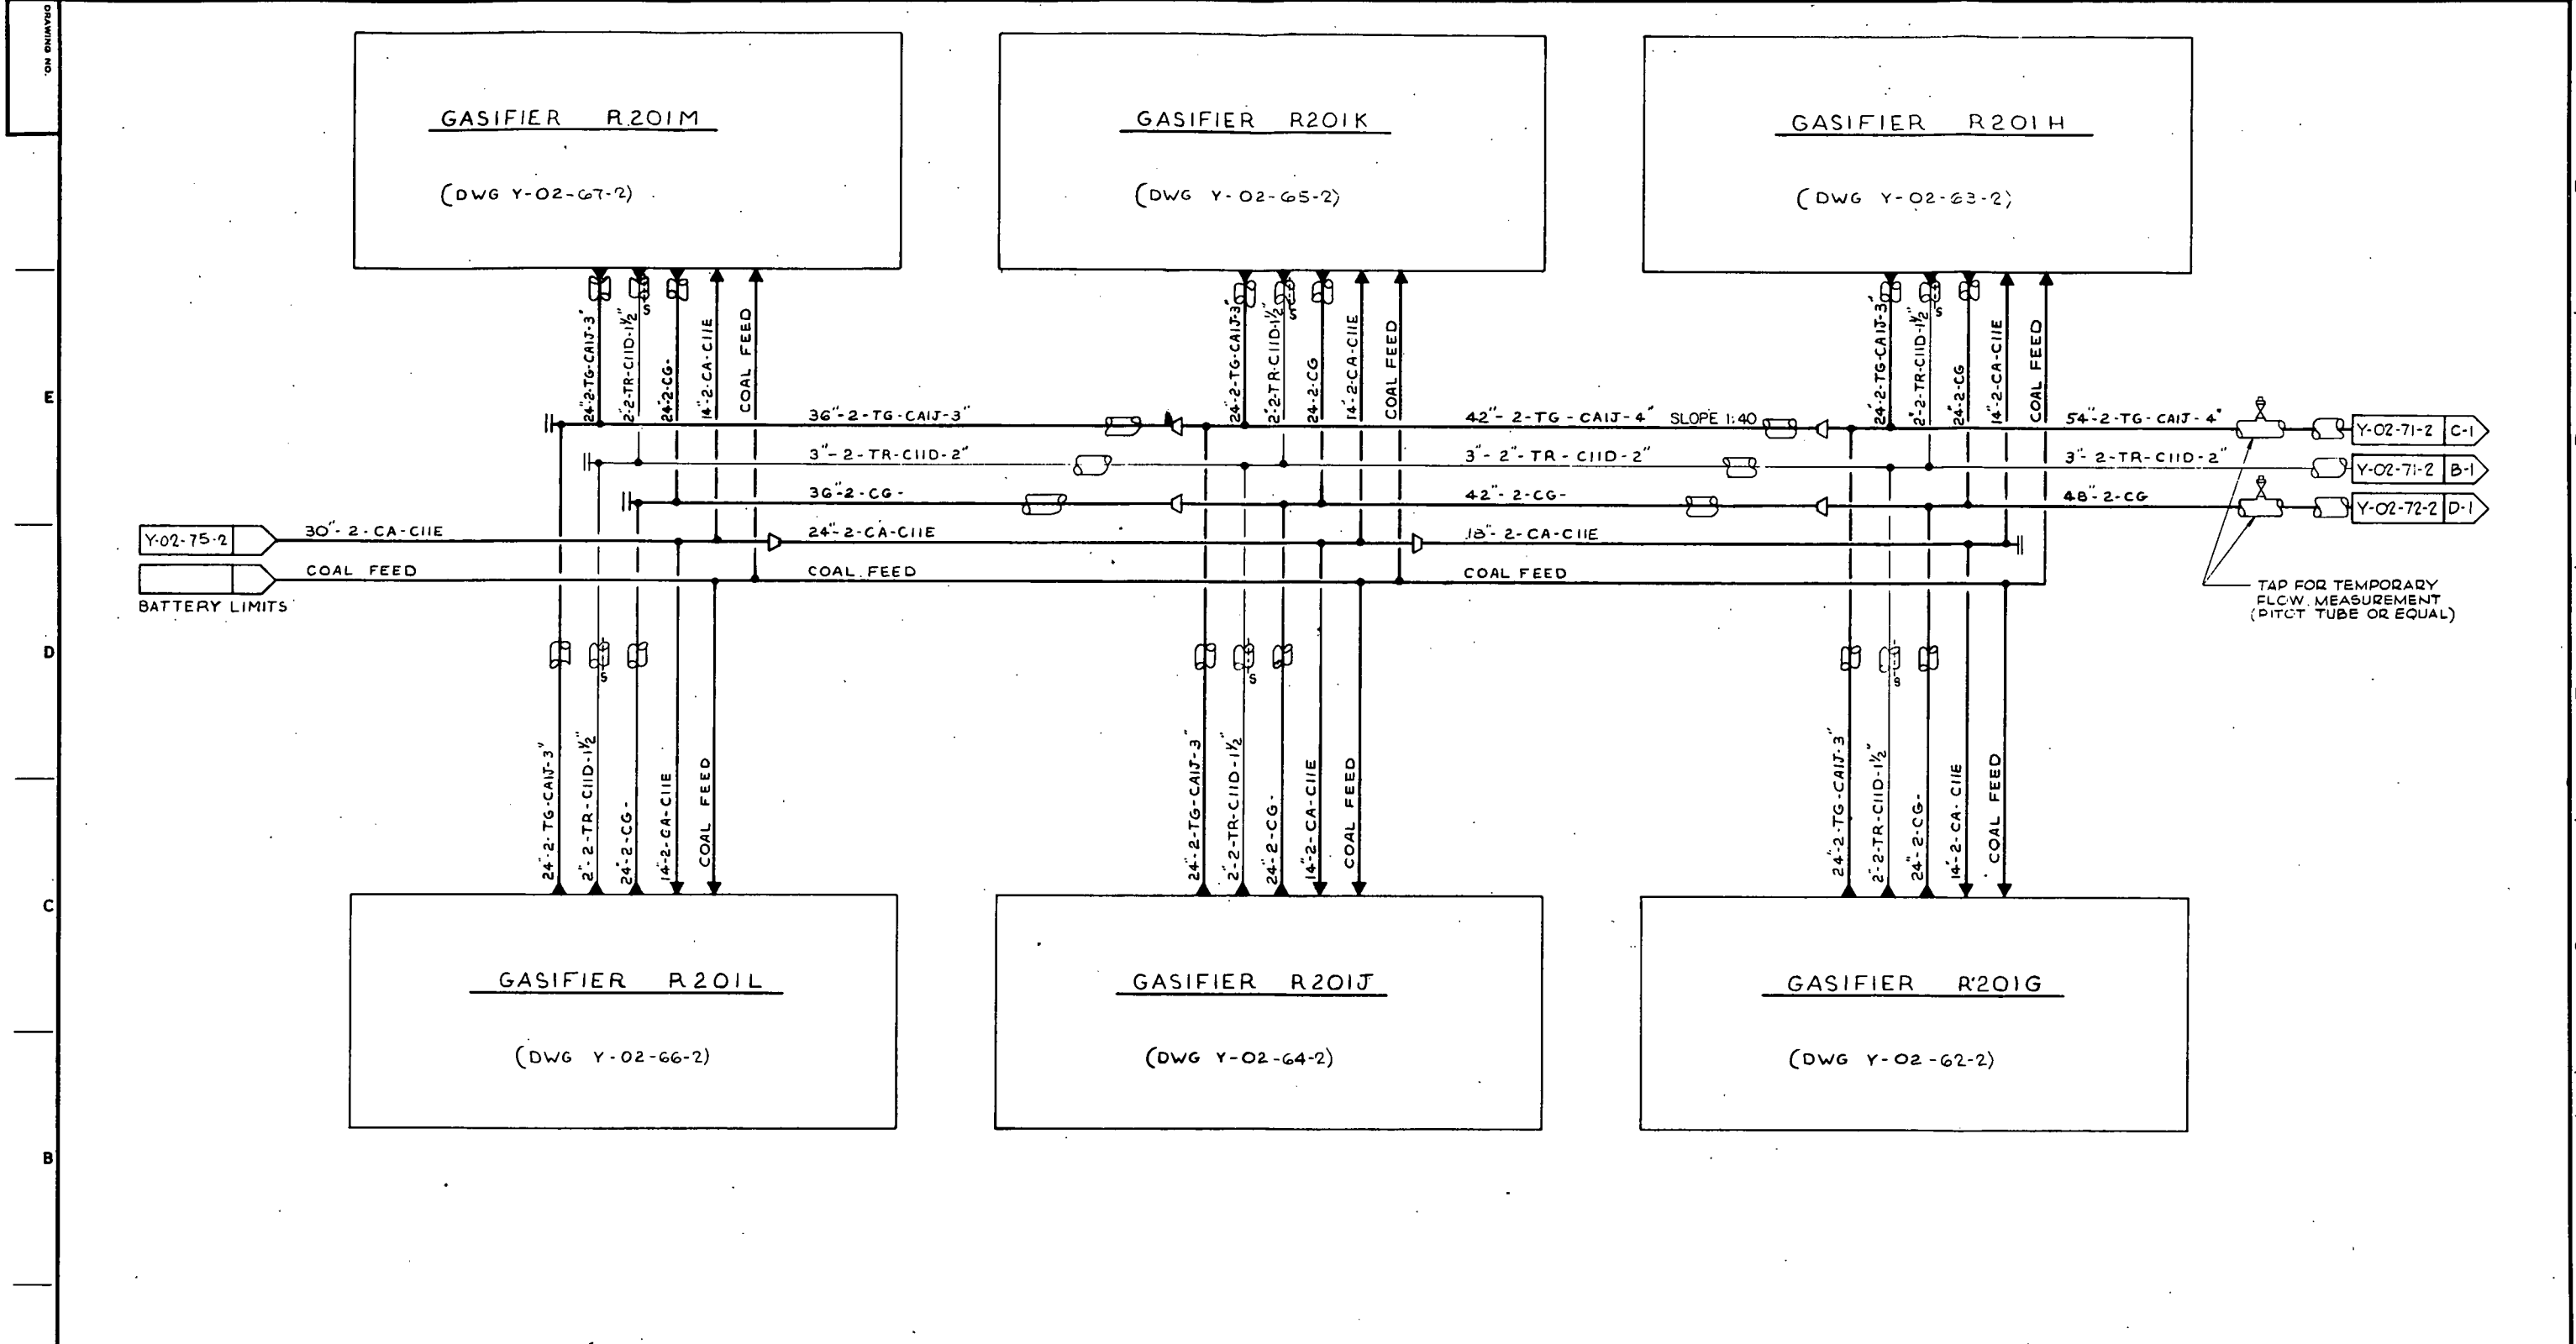 DRAWING NO.
GASIFIER R201M
(DWG Y-02-67-2)
GASIFIER R201K
(DWG Y-02-65-2)
GASIFIER R201H
(DWG Y-02-63-2)
24"-2-TG-CA1J-3"
2"-2-TR-C11D-1½"
S
24"-2-CG-
14"-2-CA-C11E
COAL FEED
24"-2-TG-CA1J-3"
2"-2-TR-C11D-1½"
S
24"-2-CG
14"-2-CA-C11E
COAL FEED
24"-2-TG-CA1J-3"
2"-2-TR-C11D-1½"
S
24"-2-CG
14"-2-CA-C11E
COAL FEED
E
36"-2-TG-CA1J-3"
42"-2-TG-CA1J-4" SLOPE 1:40
54"-2-TG-CA1J-4"
Y-02-71-2 C-1
3"-2-TR-C11D-2"
3"-2"-TR-C11D-2"
3"-2-TR-C11D-2"
Y-02-71-2 B-1
36"-2-CG-
42"-2-CG-
48"-2-CG
Y-02-72-2 D-1
Y-02-75-2
30"-2-CA-C11E
24"-2-CA-C11E
18"-2-CA-C11E
COAL FEED
COAL FEED
COAL FEED
BATTERY LIMITS
TAP FOR TEMPORARY
FLOW MEASUREMENT
(PITOT TUBE OR EQUAL)
D
S
S
S
24"-2-TG-CA1J-3"
2"-2-TR-C11D-1½"
24"-2-CG-
14"-2-CA-C11E
COAL FEED
24"-2-TG-CA1J-3"
2"-2-TR-C11D-1½"
24"-2-CG-
14"-2-CA-C11E
COAL FEED
24"-2-TG-CA1J-3"
2"-2-TR-C11D-1½"
24"-2-CG-
14"-2-CA-C11E
COAL FEED
C
GASIFIER R201L
(DWG Y-02-66-2)
GASIFIER R201J
(DWG Y-02-64-2)
GASIFIER R201G
(DWG Y-02-62-2)
B